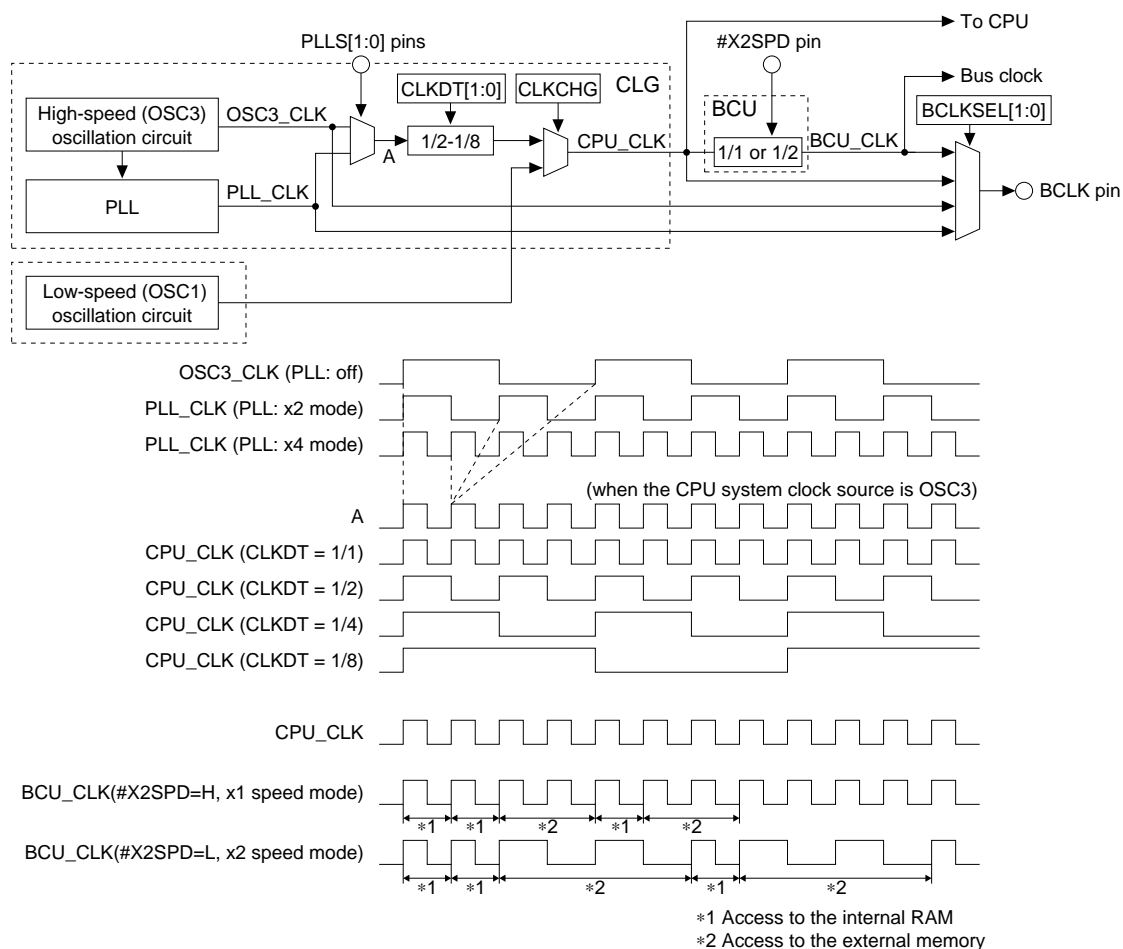 To CPU
PLLS[1:0] pins
#X2SPD pin
CLG
Bus clock
CLKDT[1:0]
CLKCHG
BCU
BCLKSEL[1:0]
High-speed (OSC3)
oscillation circuit
OSC3_CLK
A
1/2-1/8
CPU_CLK
1/1 or 1/2
BCU_CLK
PLL
PLL_CLK
BCLK pin
Low-speed (OSC1)
oscillation circuit
OSC3_CLK (PLL: off)
PLL_CLK (PLL: x2 mode)
PLL_CLK (PLL: x4 mode)
(when the CPU system clock source is OSC3)
A
CPU_CLK (CLKDT = 1/1)
CPU_CLK (CLKDT = 1/2)
CPU_CLK (CLKDT = 1/4)
CPU_CLK (CLKDT = 1/8)
CPU_CLK
BCU_CLK(#X2SPD=H, x1 speed mode)
∗1 ∗1 ∗2 ∗1 ∗2
BCU_CLK(#X2SPD=L, x2 speed mode)
∗1 ∗1 ∗2 ∗1 ∗2
∗1 Access to the internal RAM
∗2 Access to the external memory